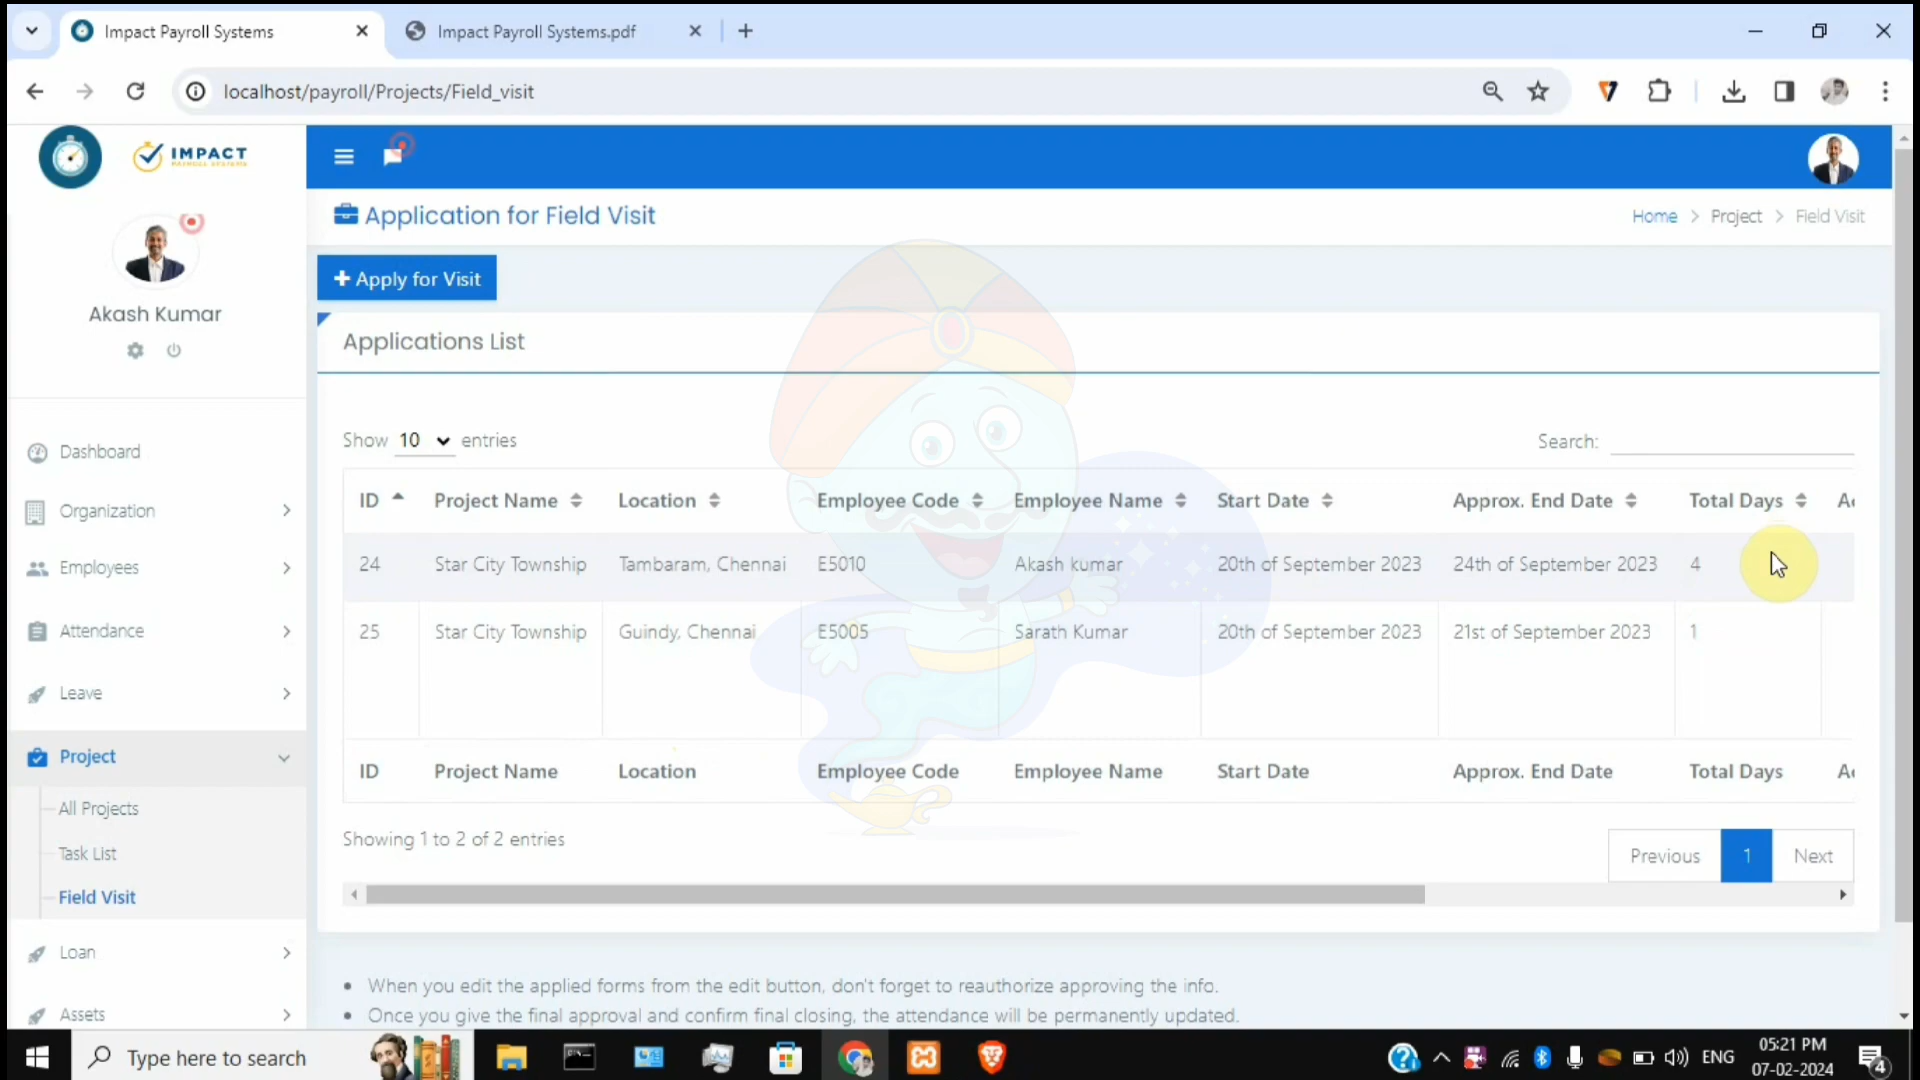 Impact Payroll Systems
Impact Payroll Systems.pdf
localhost/payroll/Projects/Field_visit
IMPACT
PAYROLL SYSTEMS
Akash Kumar
Dashboard
Organization
Employees
Attendance
Leave
Project
All Projects
Task List
Field Visit
Loan
Assets
Application for Field Visit
Home > Project > Field Visit
+ Apply for Visit
Applications List
Show 10 entries
Search:
ID Project Name Location Employee Code Employee Name Start Date Approx. End Date Total Days
24 Star City Township Tambaram, Chennai E5010 Akash kumar 20th of September 2023 24th of September 2023 4
25 Star City Township Guindy, Chennai E5005 Sarath Kumar 20th of September 2023 21st of September 2023 1
ID Project Name Location Employee Code Employee Name Start Date Approx. End Date Total Days
Showing 1 to 2 of 2 entries
Previous 1 Next
• When you edit the applied forms from the edit button, don't forget to reauthorize approving the info.
• Once you give the final approval and confirm final closing, the attendance will be permanently updated.
Type here to search
ENG
05:21 PM
07-02-2024
4